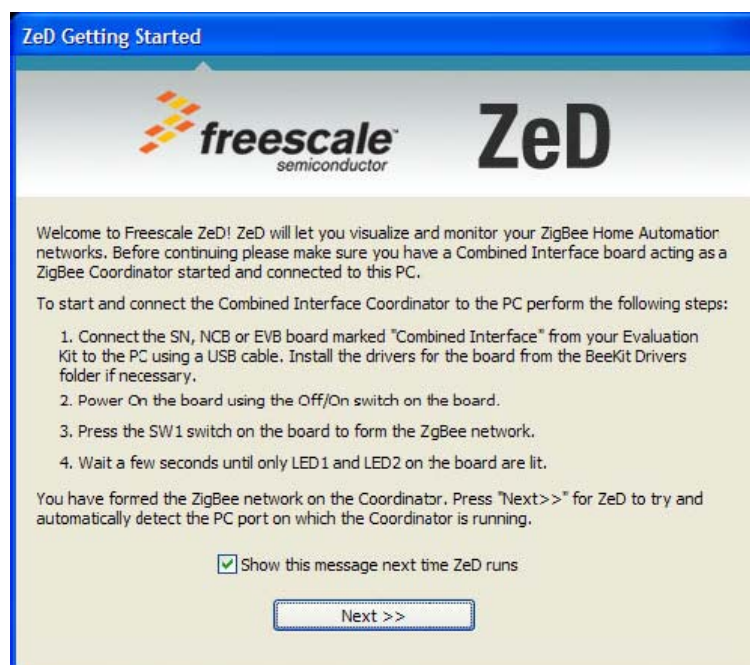 ZeD Getting Started
freescale™
semiconductor
ZeD
Welcome to Freescale ZeD! ZeD will let you visualize and monitor your ZigBee Home Automation
networks. Before continuing please make sure you have a Combined Interface board acting as a
ZigBee Coordinator started and connected to this PC.
To start and connect the Combined Interface Coordinator to the PC perform the following steps:
1. Connect the SN, NCB or EVB board marked "Combined Interface" from your Evaluation
Kit to the PC using a USB cable. Install the drivers for the board from the BeeKit Drivers
folder if necessary.
2. Power On the board using the Off/On switch on the board.
3. Press the SW1 switch on the board to form the ZigBee network.
4. Wait a few seconds until only LED1 and LED2 on the board are lit.
You have formed the ZigBee network on the Coordinator. Press "Next>>" for ZeD to try and
automatically detect the PC port on which the Coordinator is running.
Show this message next time ZeD runs
Next >>